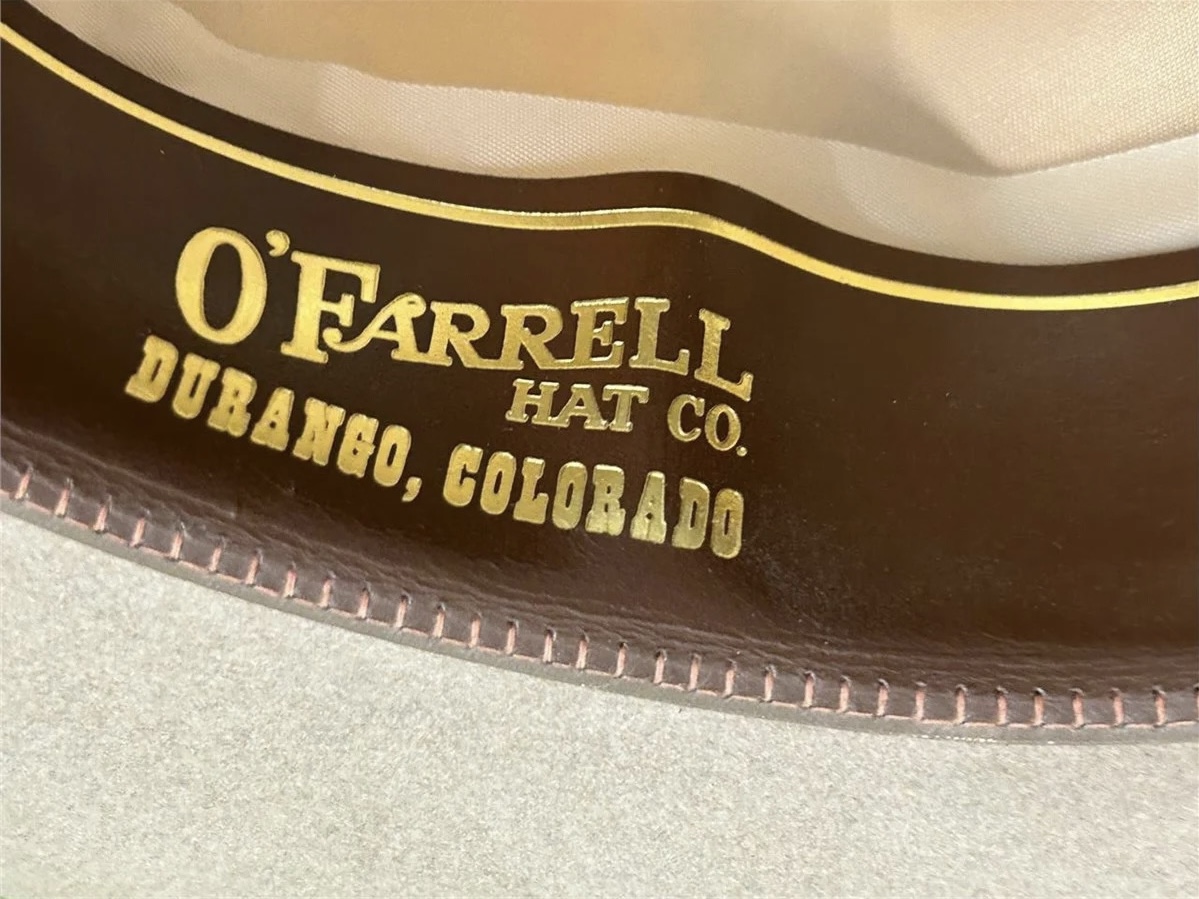 O'FARRELL
HAT CO.
DURANGO, COLORADO